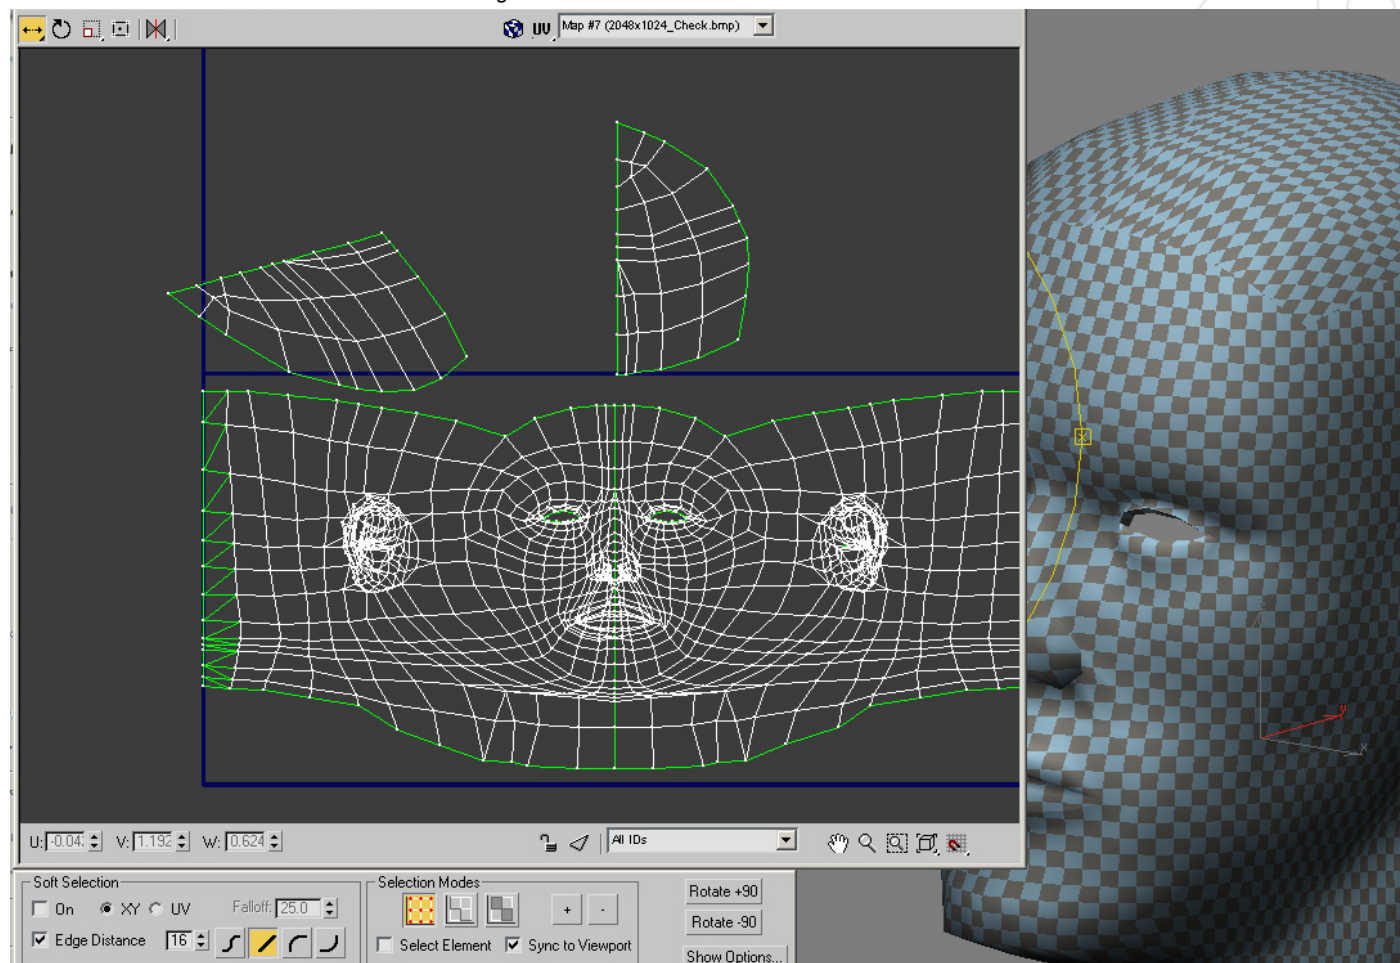 UV Map #7 (2048x1024_Check.bmp)
U: -0.04 V: 1.192 W: 0.624 All IDs
Soft Selection
On XY UV Falloff: 25.0
Edge Distance 16
Selection Modes
+ -
Select Element Sync to Viewport
Rotate +90
Rotate -90
Show Options...
y
x